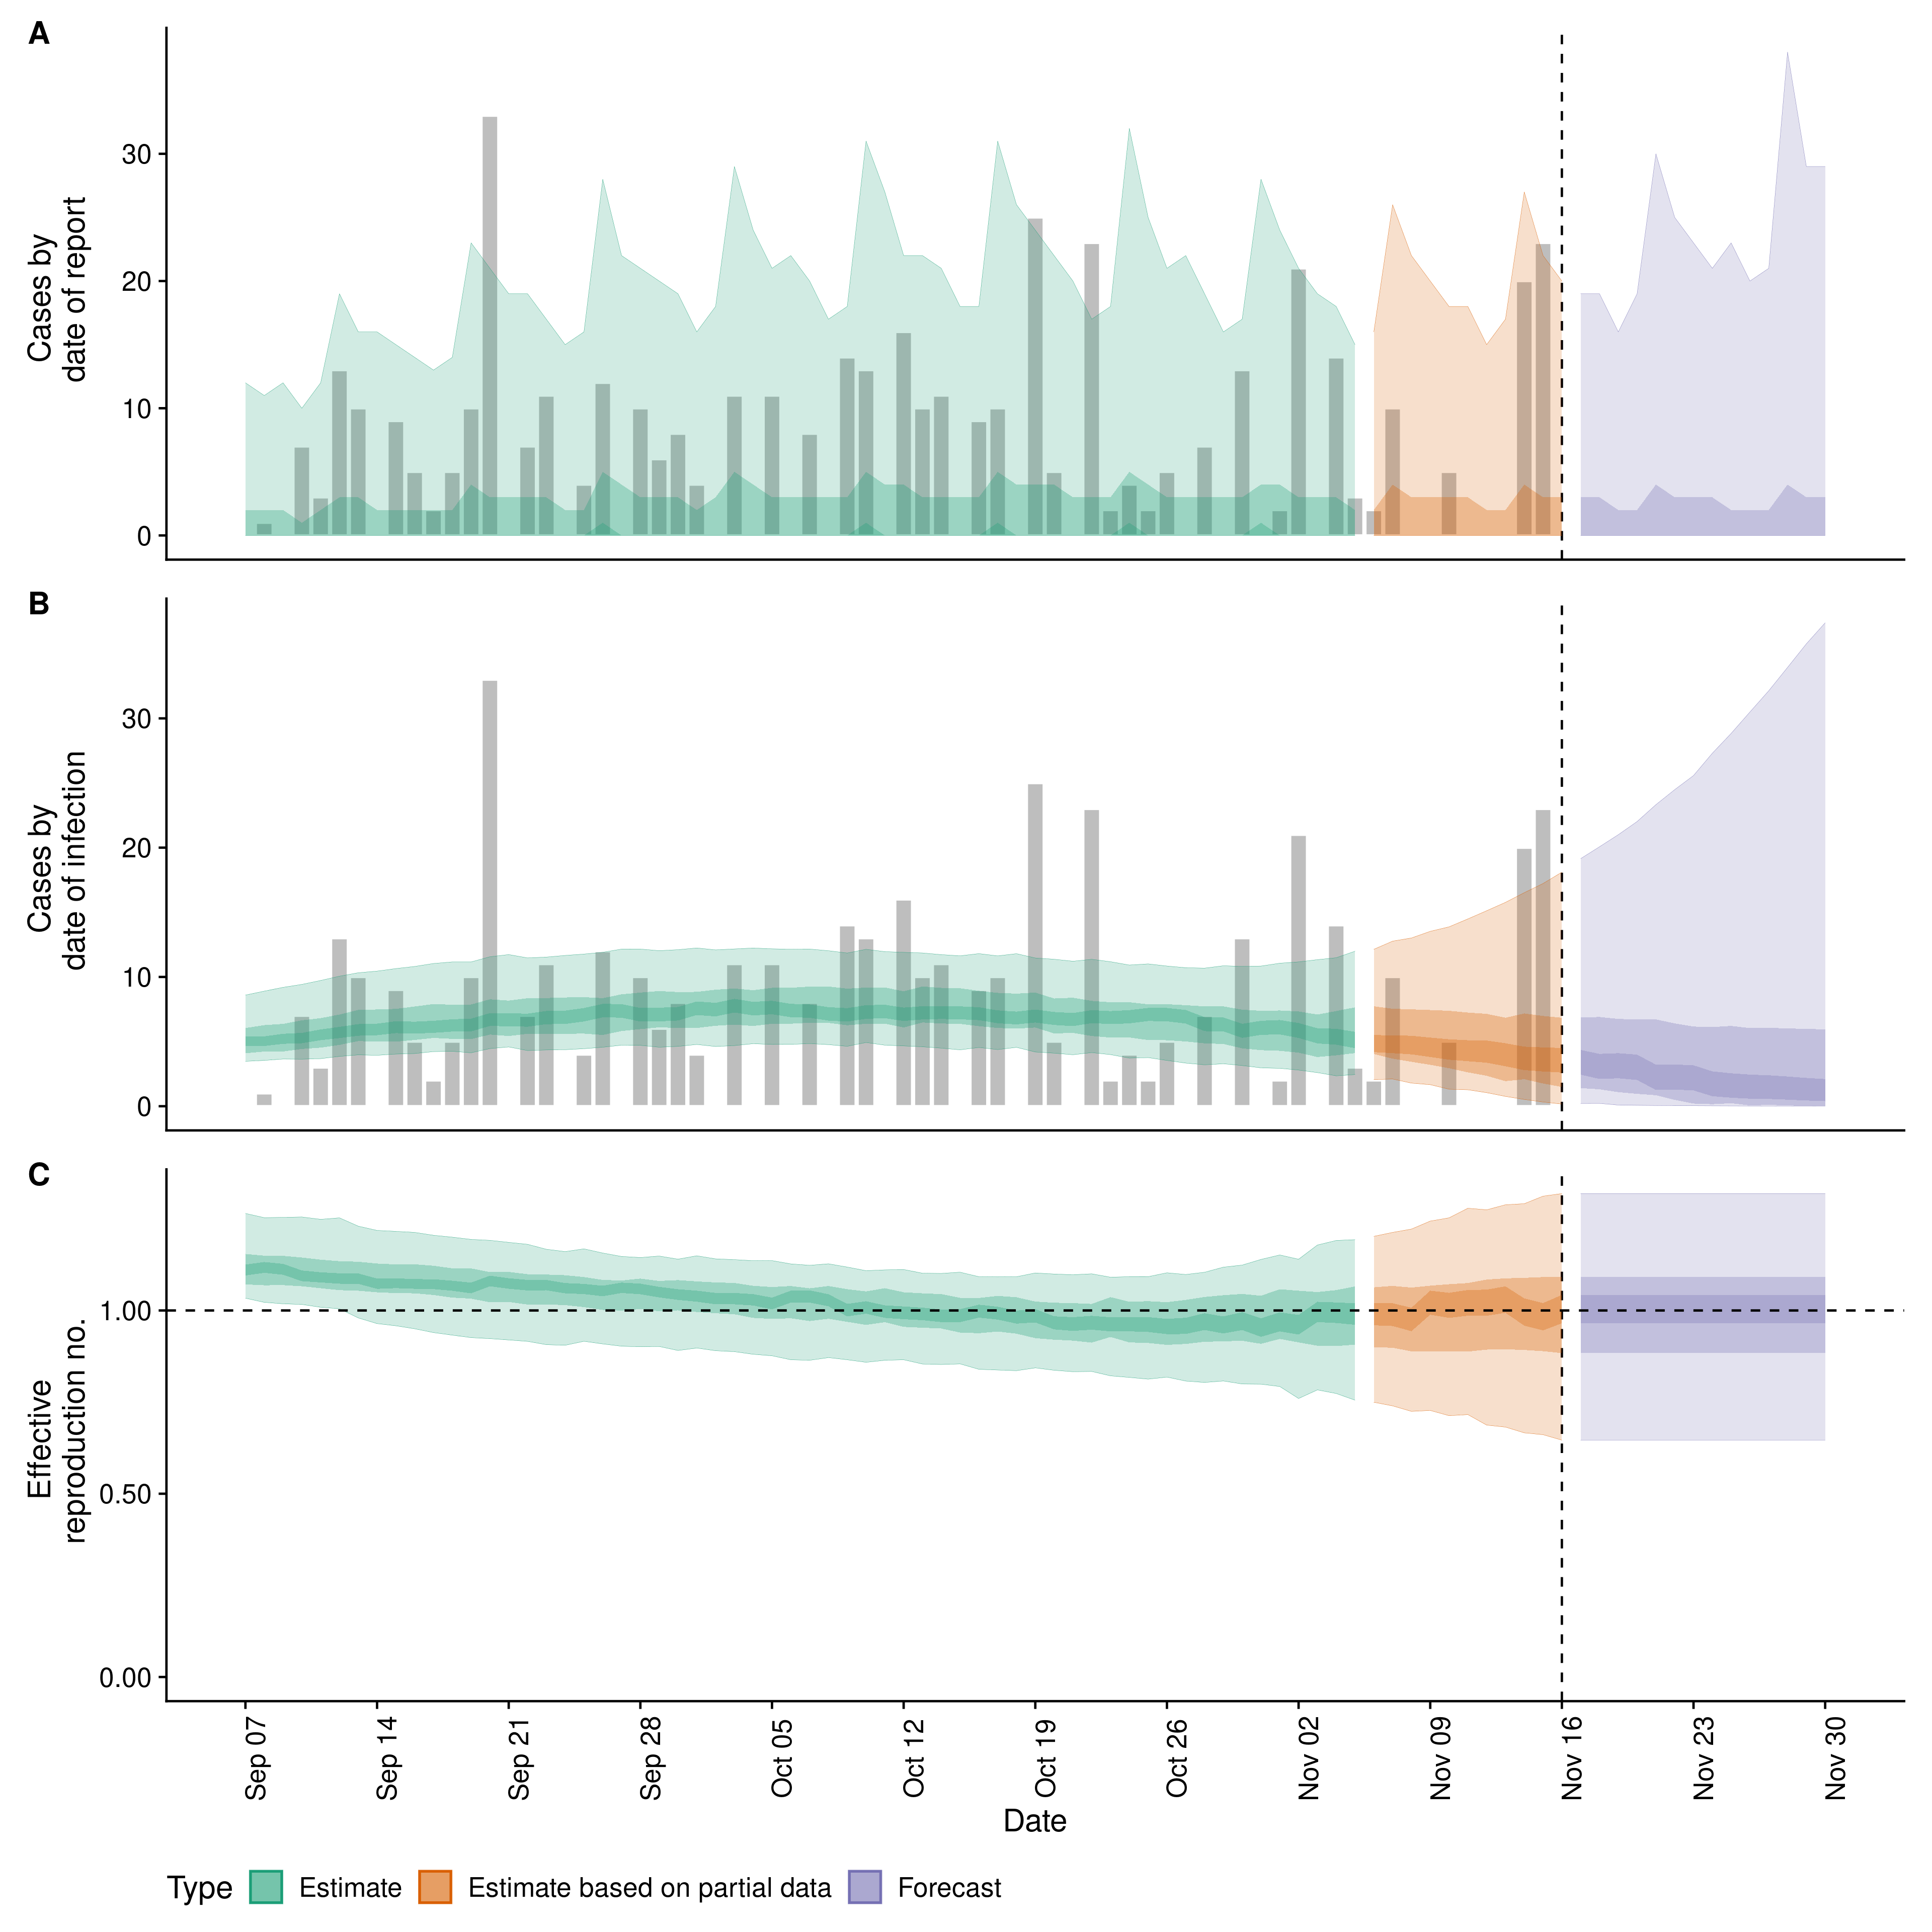 A
Cases by
date of report
30
20
10
0
B
Cases by
date of infection
30
20
10
0
C
Effective
reproduction no.
1.00
0.50
0.00
Sep 07
Sep 14
Sep 21
Sep 28
Oct 05
Oct 12
Oct 19
Oct 26
Nov 02
Nov 09
Nov 16
Nov 23
Nov 30
Date
Type Estimate Estimate based on partial data Forecast